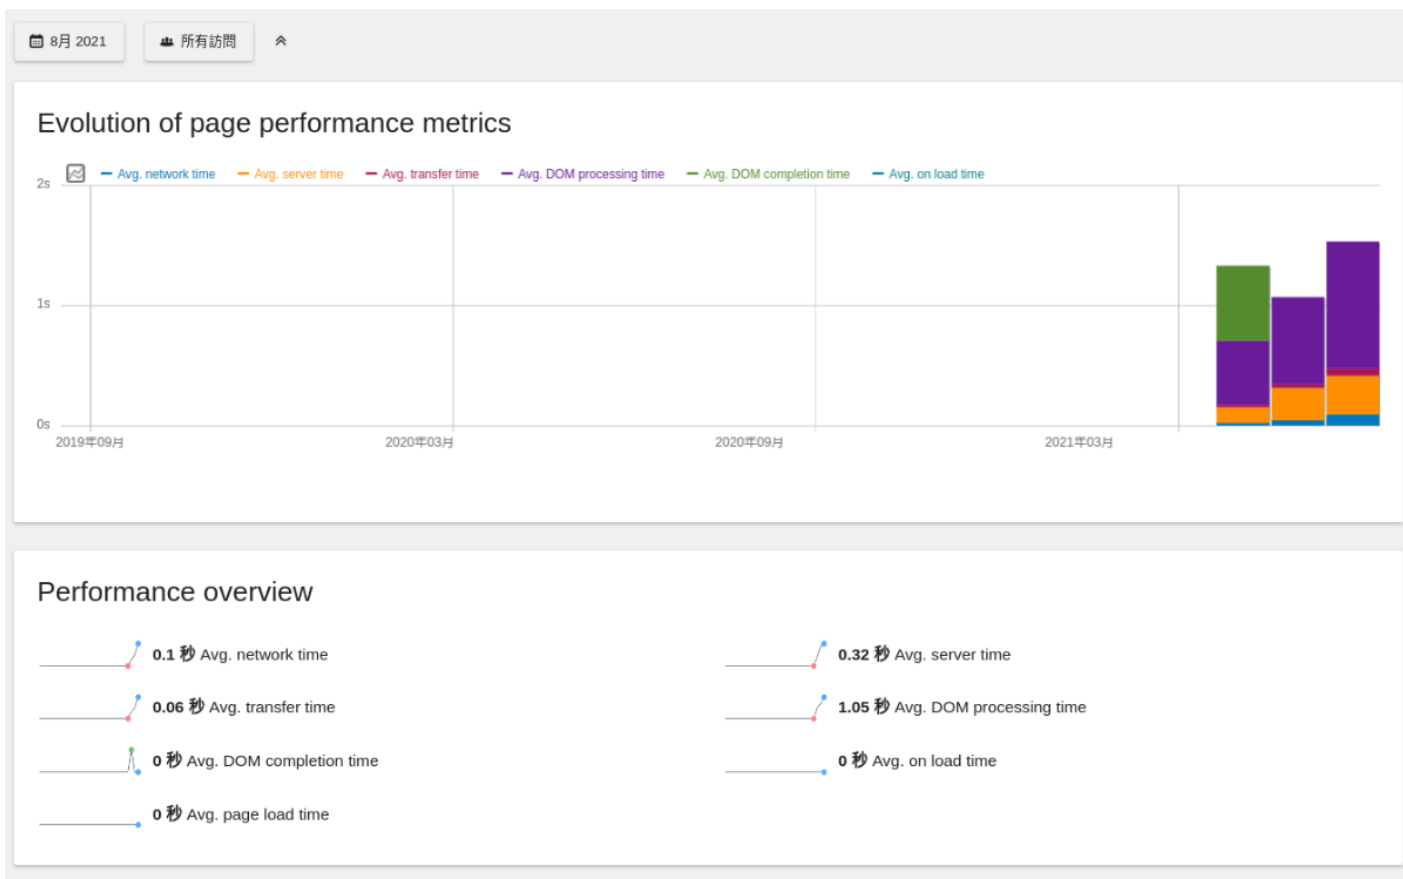 8月 2021 所有訪問
Evolution of page performance metrics
Avg. network time Avg. server time Avg. transfer time Avg. DOM processing time Avg. DOM completion time Avg. on load time
2s
1s
0s
2019年09月 2020年03月 2020年09月 2021年03月
Performance overview
0.1 秒 Avg. network time
0.32 秒 Avg. server time
0.06 秒 Avg. transfer time
1.05 秒 Avg. DOM processing time
0 秒 Avg. DOM completion time
0 秒 Avg. on load time
0 秒 Avg. page load time